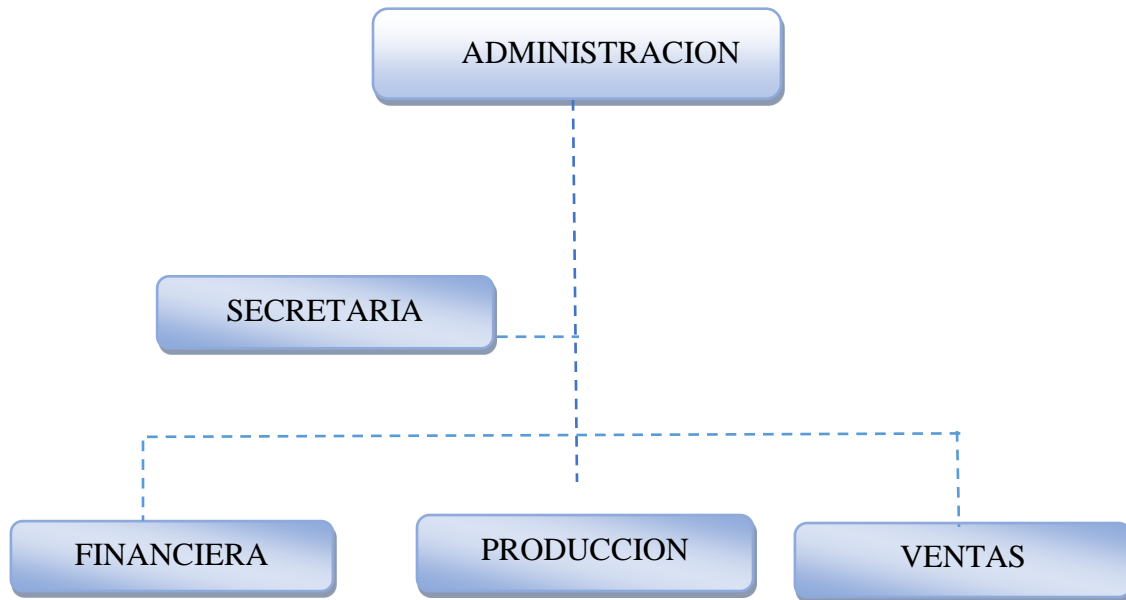 ADMINISTRACION
SECRETARIA
FINANCIERA
PRODUCCION
VENTAS